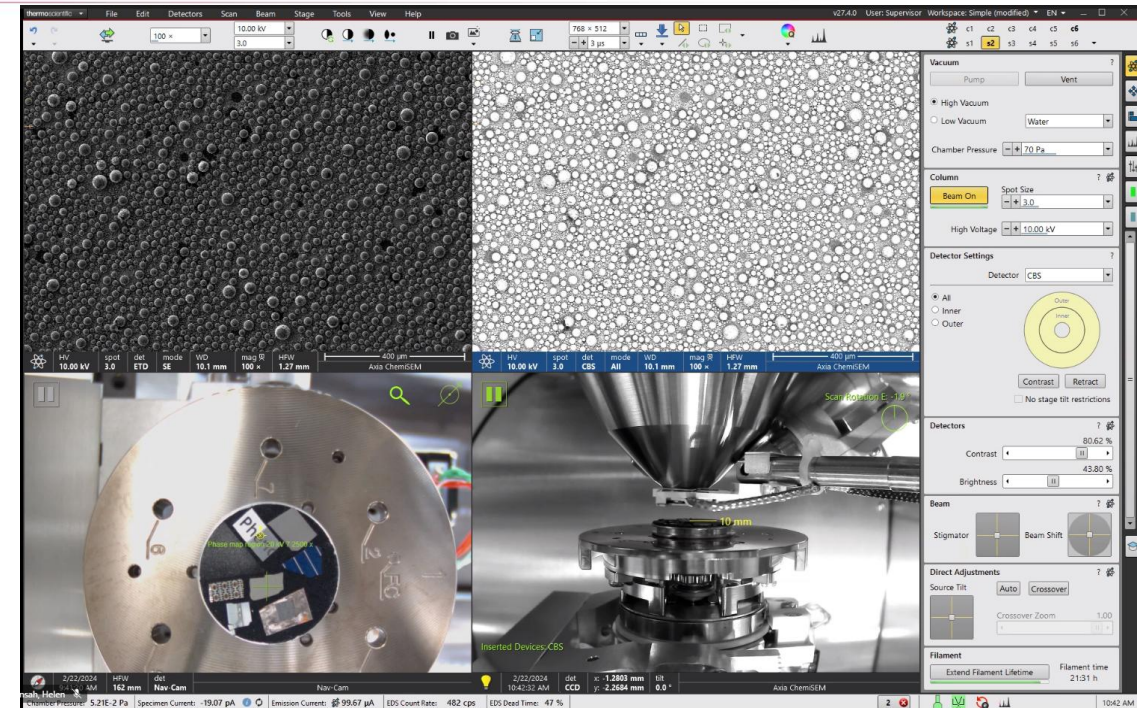 thermoscientific File Edit Detectors Scan Beam Stage Tools View Help v27.4.0 User: Supervisor Workspace: Simple (modified) EN
100 × 10.00 kV 768 × 512 c1 c2 c3 c4 c5 c6
3.0 3 µs s1 s2 s3 s4 s5 s6
Vacuum ?
Pump Vent
High Vacuum
Low Vacuum Water
Chamber Pressure - + 70 Pa
Column ?
Beam On Spot Size
- + 3.0
High Voltage - + 10.00 kV
Detector Settings ?
Detector CBS
All
Inner
Outer
Outer
Inner
Contrast Retract
No stage tilt restrictions
Detectors ?
80.62 %
Contrast
43.80 %
Brightness
Beam ?
Stigmator Beam Shift
Direct Adjustments ?
Source Tilt Auto Crossover
Crossover Zoom 1.00
Filament
Extend Filament Lifetime Filament time
21:31 h
HV spot det mode WD mag HFW 400 µm
10.00 kV 3.0 ETD SE 10.1 mm 100 × 1.27 mm Axia ChemiSEM
HV spot det mode WD mag HFW 400 µm
10.00 kV 3.0 CBS All 10.1 mm 100 × 1.27 mm Axia ChemiSEM
7
6
2
1
Ph
Scan Rotation E: -1.9°
10 mm
Inserted Devices: CBS
2/22/2024 HFW det
162 mm Nav-Cam Nav-Cam
2/22/2024 det x: -1.2803 mm tilt
10:42:32 AM CCD y: -2.2684 mm 0.0 ° Axia ChemiSEM
nsah, Helen
Chamber Pressure: 5.21E-2 Pa Specimen Current: -19.07 pA Emission Current: 99.67 µA EDS Count Rate: 482 cps EDS Dead Time: 47 % 2 10:42 AM